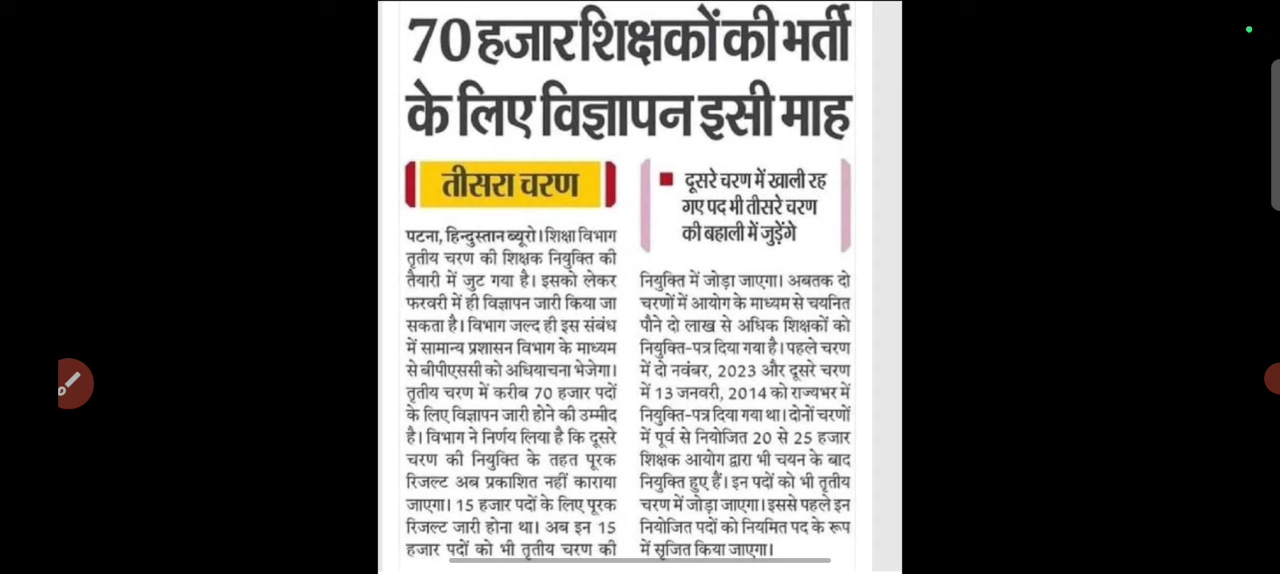 70 हजार शिक्षकों की भर्ती
के लिए विज्ञापन इसी माह
तीसरा चरण
दूसरे चरण में खाली रह
गए पद भी तीसरे चरण
की बहाली में जुड़ेंगे
पटना, हिन्दुस्तान ब्यूरो। शिक्षा विभाग
तृतीय चरण की शिक्षक नियुक्ति की
तैयारी में जुट गया है। इसको लेकर
फरवरी में ही विज्ञापन जारी किया जा
सकता है। विभाग जल्द ही इस संबंध
में सामान्य प्रशासन विभाग के माध्यम
से बीपीएससी को अधियाचना भेजेगा।
तृतीय चरण में करीब 70 हजार पदों
के लिए विज्ञापन जारी होने की उम्मीद
है। विभाग ने निर्णय लिया है कि दूसरे
चरण की नियुक्ति के तहत पूरक
रिजल्ट अब प्रकाशित नहीं काराया
जाएगा। 15 हजार पदों के लिए पूरक
रिजल्ट जारी होना था। अब इन 15
हजार पदों को भी तृतीय चरण की
नियुक्ति में जोड़ा जाएगा। अबतक दो
चरणों में आयोग के माध्यम से चयनित
पौने दो लाख से अधिक शिक्षकों को
नियुक्ति-पत्र दिया गया है। पहले चरण
में दो नवंबर, 2023 और दूसरे चरण
में 13 जनवरी, 2014 को राज्यभर में
नियुक्ति-पत्र दिया गया था। दोनों चरणों
में पूर्व से नियोजित 20 से 25 हजार
शिक्षक आयोग द्वारा भी चयन के बाद
नियुक्ति हुए हैं। इन पदों को भी तृतीय
चरण में जोड़ा जाएगा। इससे पहले इन
नियोजित पदों को नियमित पद के रूप
में सृजित किया जाएगा।